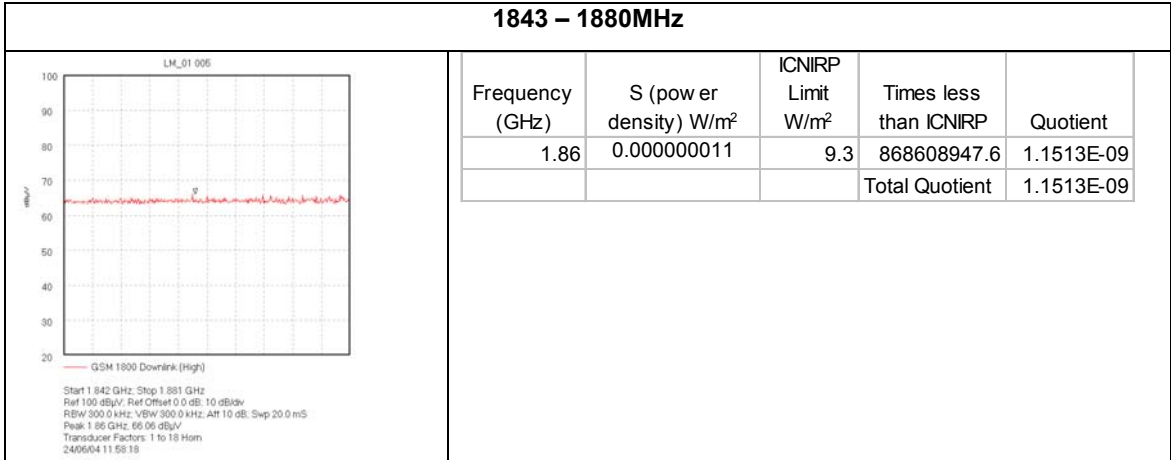 1843 – 1880MHz
LM_01 005
100
90
80
70
60
50
40
30
20
dBµV
GSM 1800 Downlink (High)
Start 1.842 GHz; Stop 1.881 GHz
Ref 100 dBµV; Ref Offset 0.0 dB; 10 dB/div
RBW 300.0 kHz; VBW 300.0 kHz; Att 10 dB; Swp 20.0 mS
Peak 1.86 GHz, 66.06 dBµV
Transducer Factors: 1 to 18 Horn
24/06/04 11:58:18
Frequency (GHz) S (power density) W/m² ICNIRP Limit W/m² Times less than ICNIRP Quotient
1.86 0.000000011 9.3 868608947.6 1.1513E-09
Total Quotient 1.1513E-09